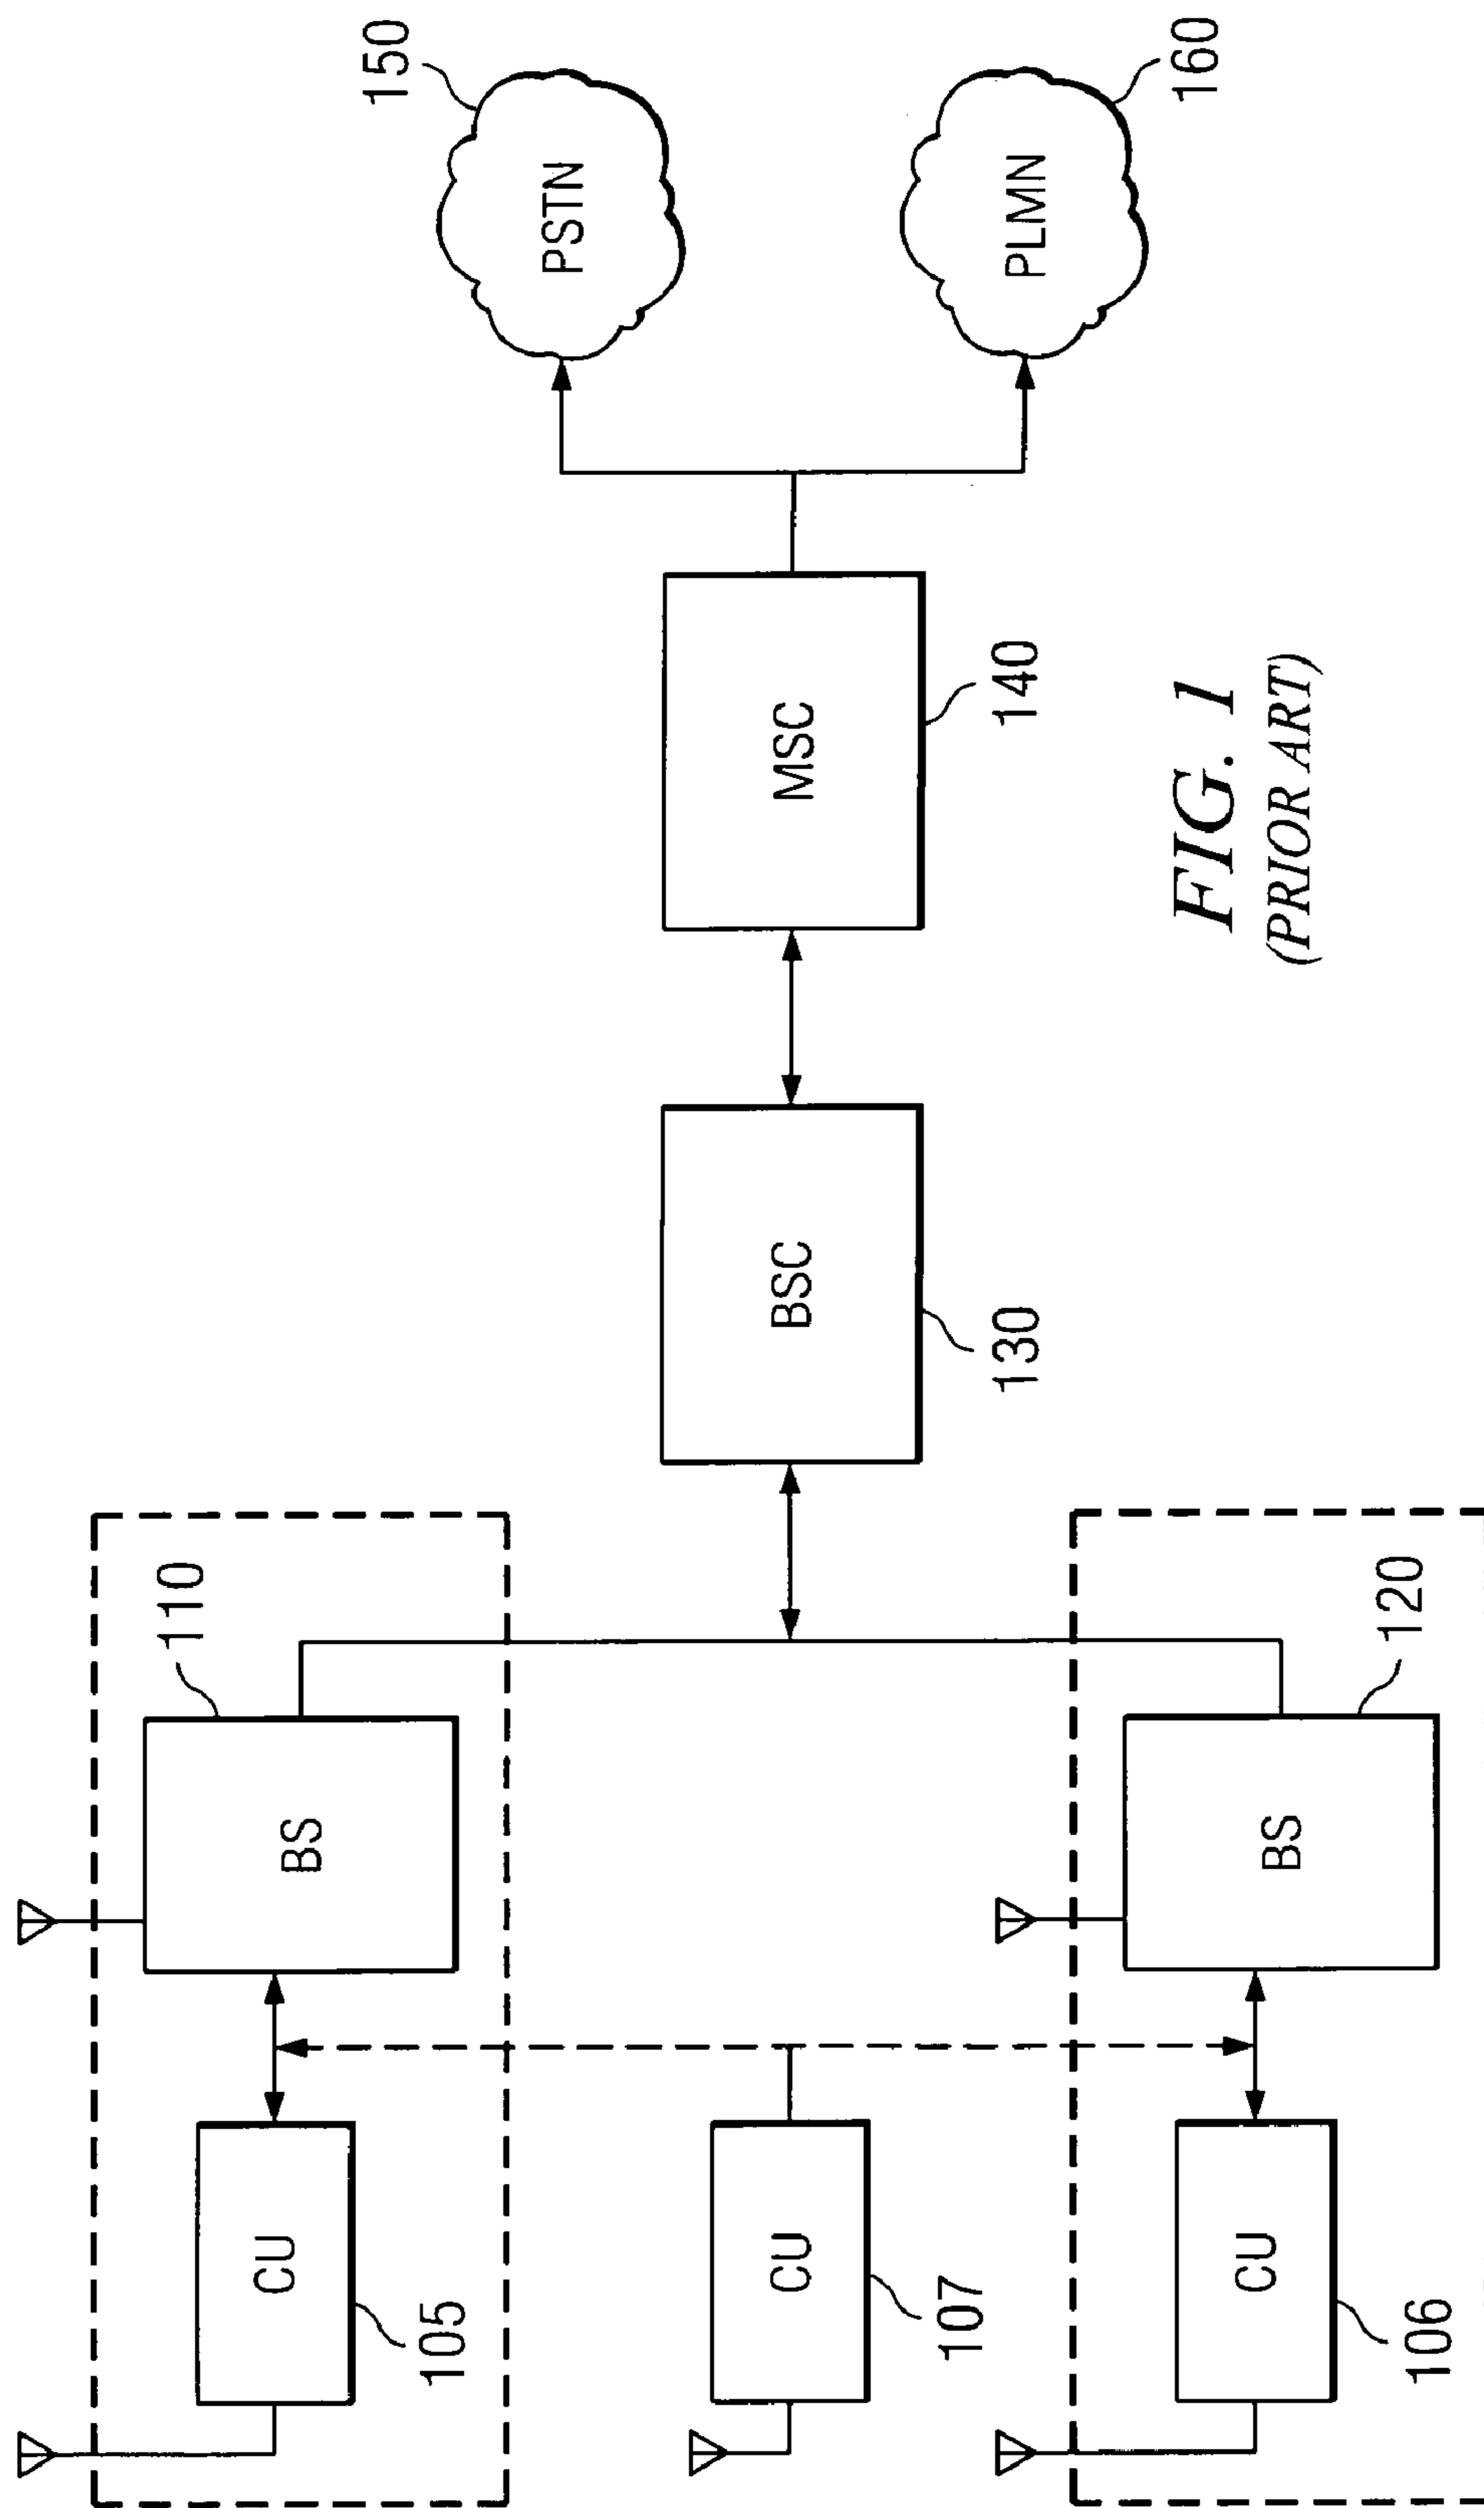 110
BS
CU
105
CU
107
BS
120
CU
106
BSC
130
MSC
140
PSTN
150
PLMN
160
FIG. 1
(PRIOR ART)